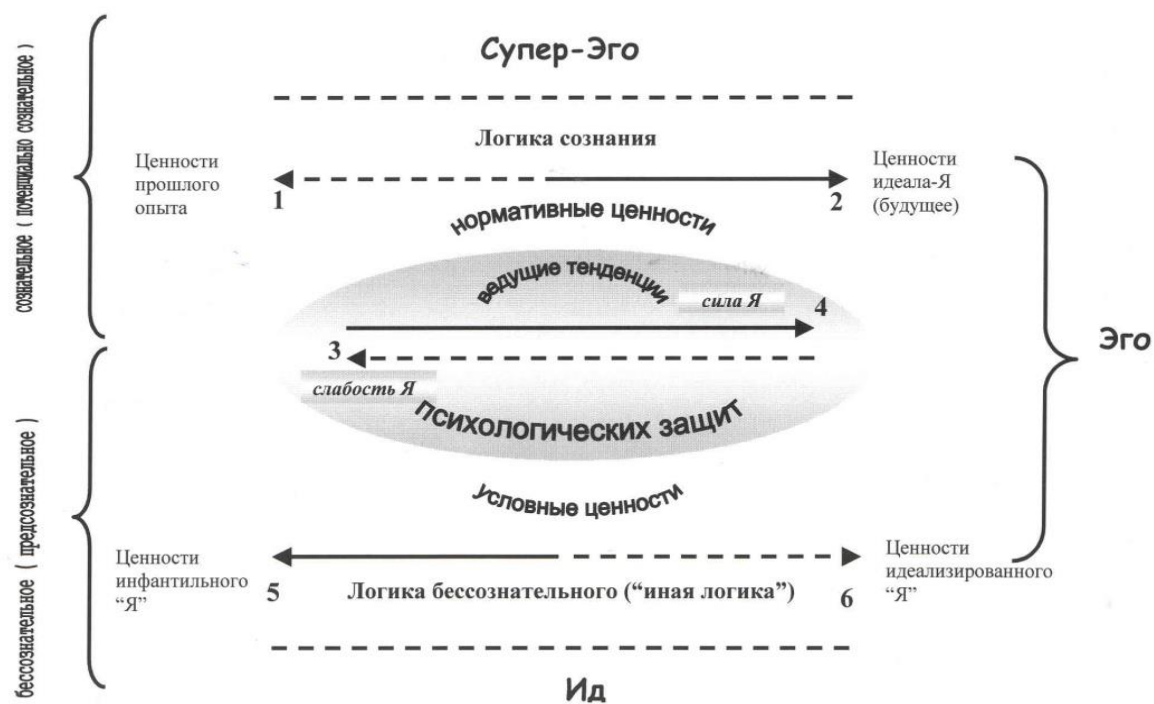 Супер-Эго
сознательное ( потенциально сознательное )
Логика сознания
Ценности
прошлого
опыта
1
2
Ценности
идеала-Я
(будущее)
нормативные ценности
ведущие тенденции
сила Я
4
3
слабость Я
психологических защит
Эго
условные ценности
бессознательное ( предсознательное )
Ценности
инфантильного
“Я”
5
Логика бессознательного (“иная логика”)
6
Ценности
идеализированного
“Я”
Ид